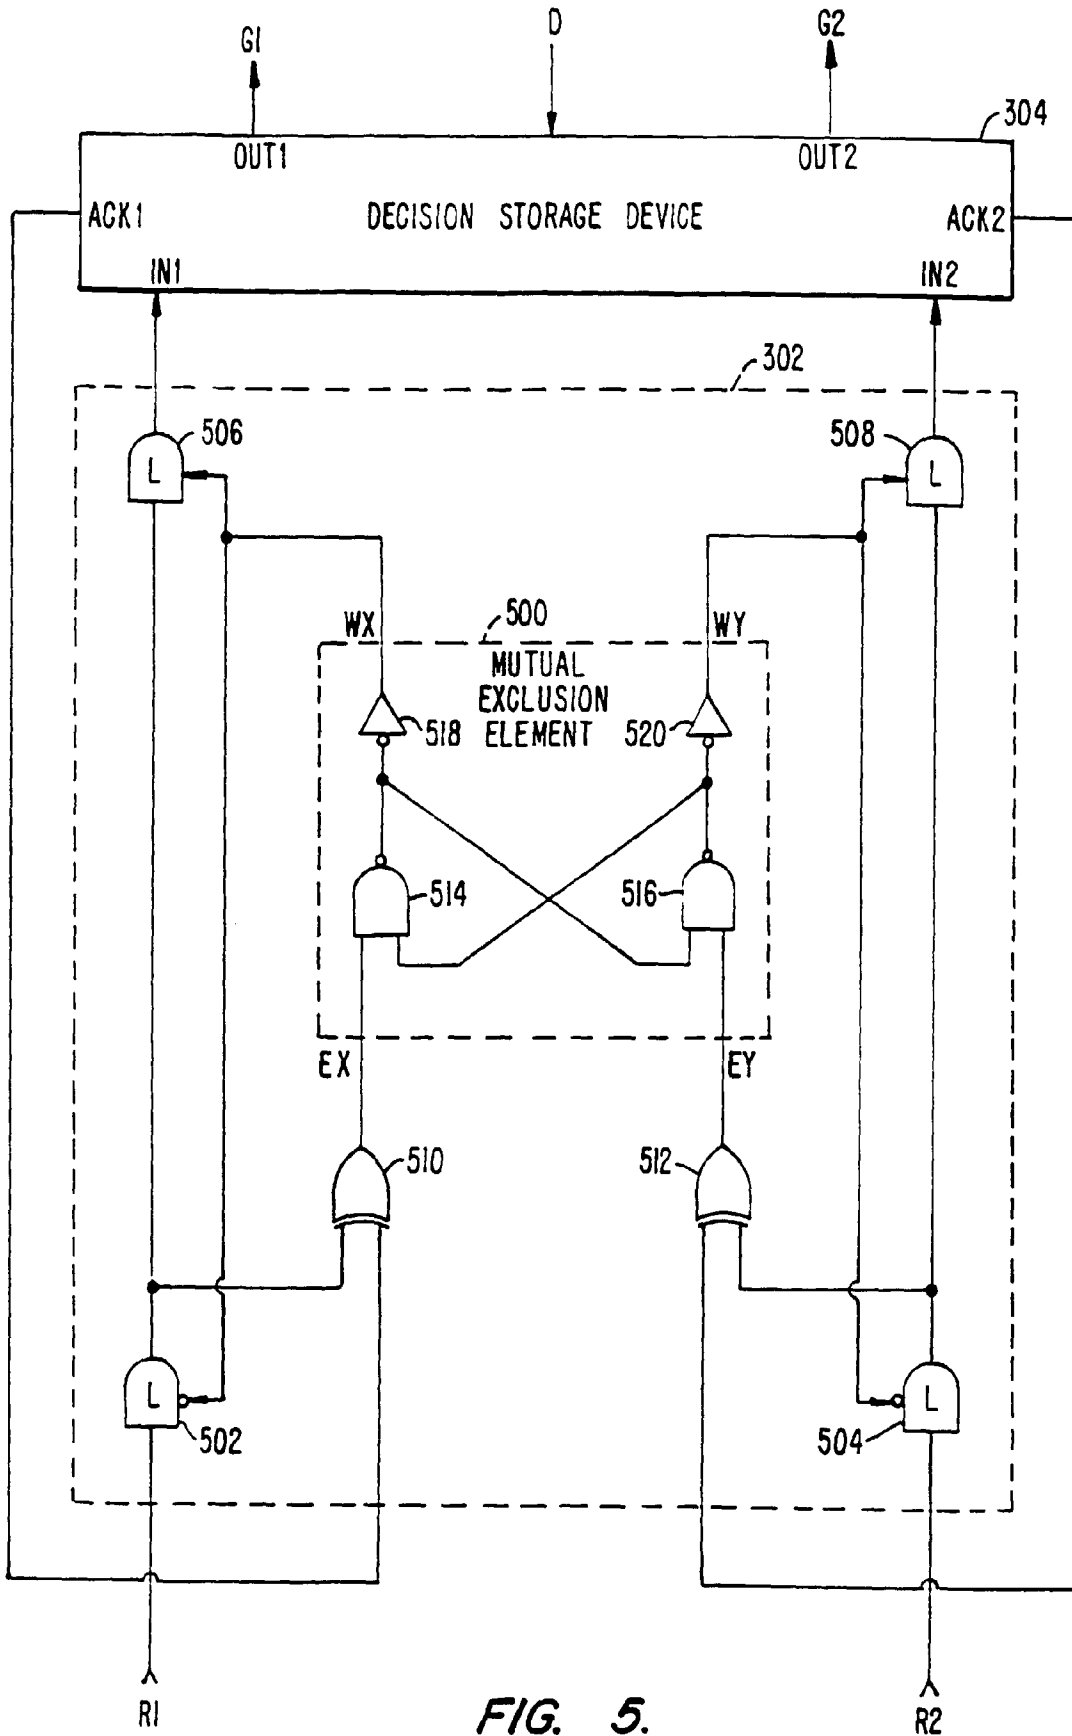 G1 D G2
304
OUT1 OUT2
ACK1 DECISION STORAGE DEVICE ACK2
IN1 IN2
302
506 508
L L
WX 500 WY
MUTUAL
EXCLUSION
518 ELEMENT 520
514 516
EX EY
510 512
L L
502 504
R1 FIG. 5. R2